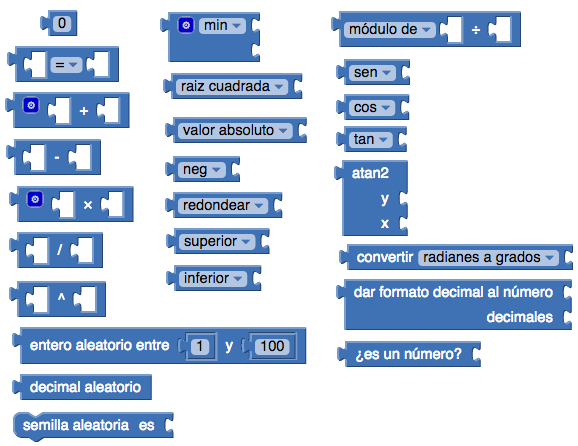 0
=
+
-
×
/
^
entero aleatorio entre 1 y 100
decimal aleatorio
semilla aleatoria es
min
raiz cuadrada
valor absoluto
neg
redondear
superior
inferior
módulo de ÷
sen
cos
tan
atan2
y
x
convertir radianes a grados
dar formato decimal al número
decimales
¿es un número?